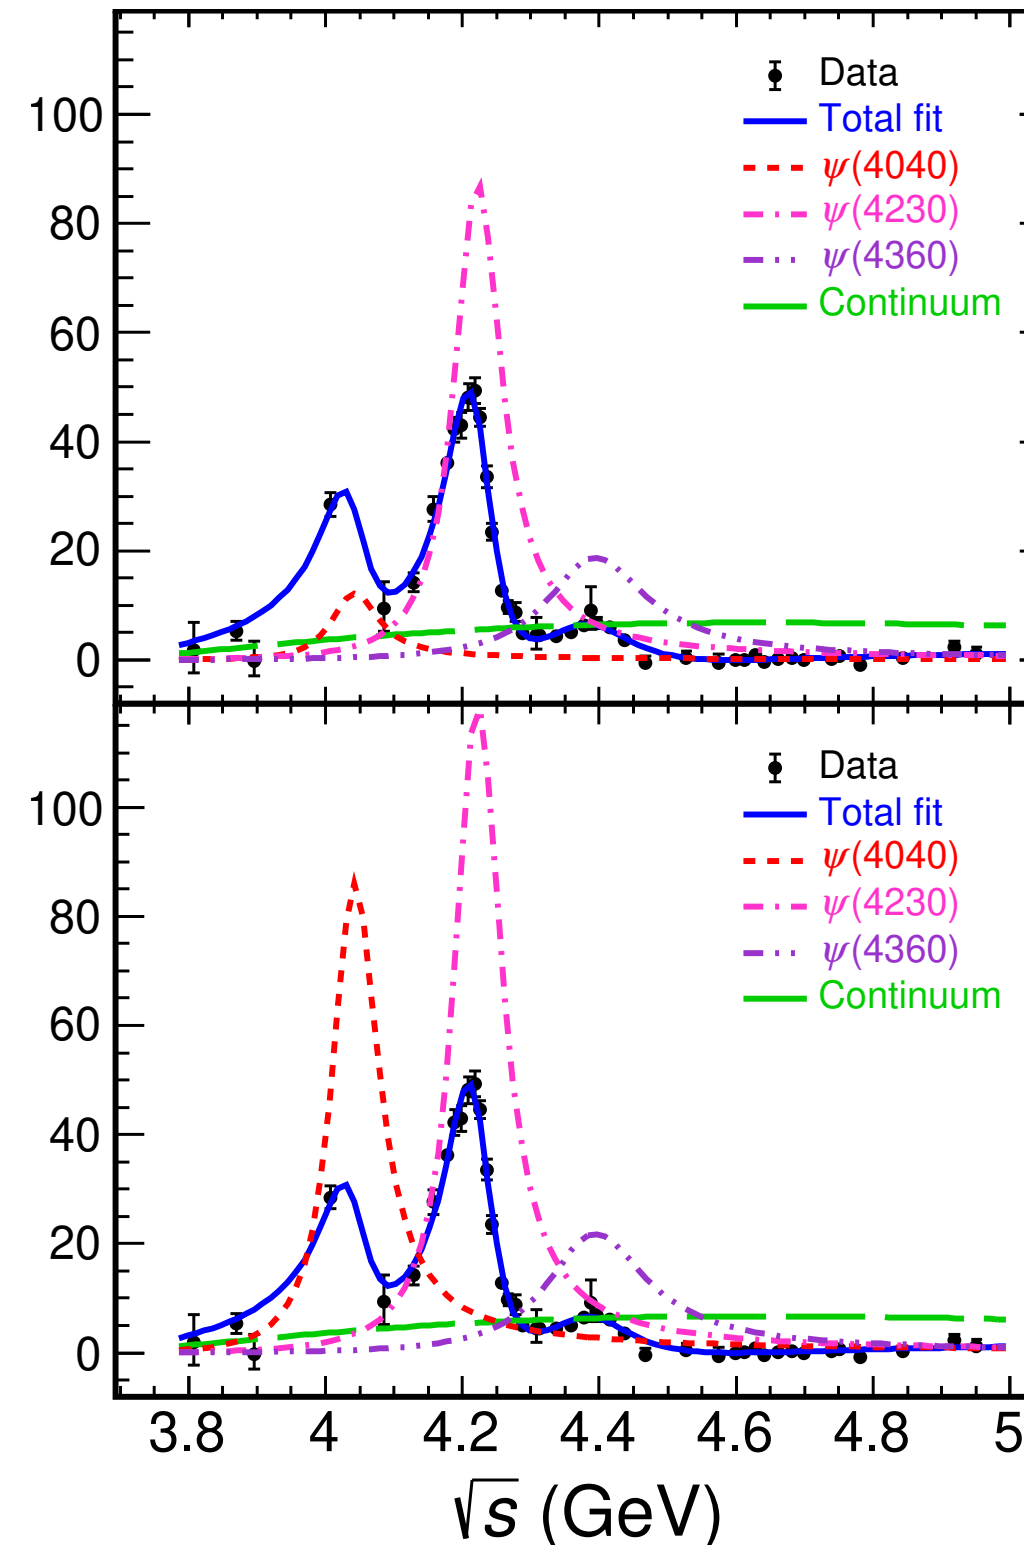 Data
Total fit
ψ(4040)
ψ(4230)
ψ(4360)
Continuum
100
80
60
40
20
0
Data
Total fit
ψ(4040)
ψ(4230)
ψ(4360)
Continuum
100
80
60
40
20
0
3.8 4 4.2 4.4 4.6 4.8 5
√s (GeV)